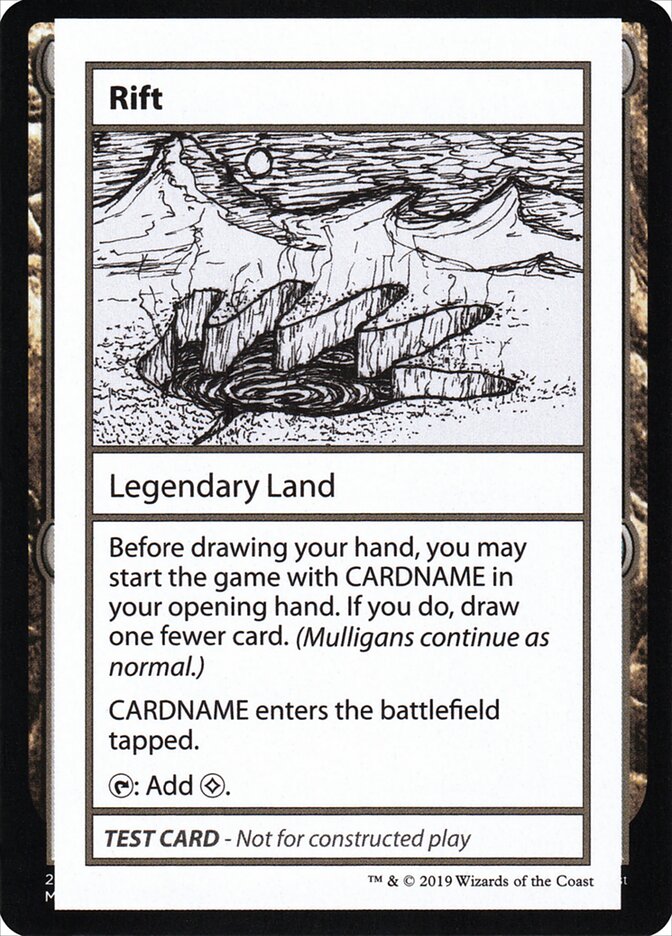 Rift
Legendary Land
Before drawing your hand, you may
start the game with CARDNAME in
your opening hand. If you do, draw
one fewer card. (Mulligans continue as
normal.)
CARDNAME enters the battlefield
tapped.
: Add .
TEST CARD - Not for constructed play
™ & © 2019 Wizards of the Coast